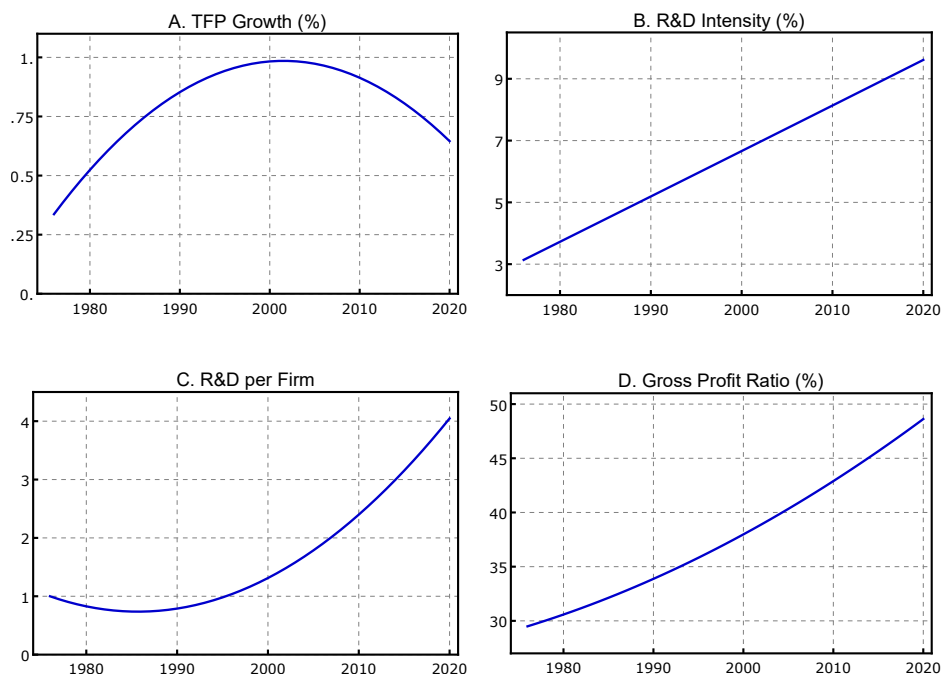 A. TFP Growth (%)
1.
.75
0.5
.25
0.
1980 1990 2000 2010 2020
B. R&D Intensity (%)
9
7
5
3
1980 1990 2000 2010 2020
C. R&D per Firm
4
3
2
1
0
1980 1990 2000 2010 2020
D. Gross Profit Ratio (%)
50
45
40
35
30
1980 1990 2000 2010 2020